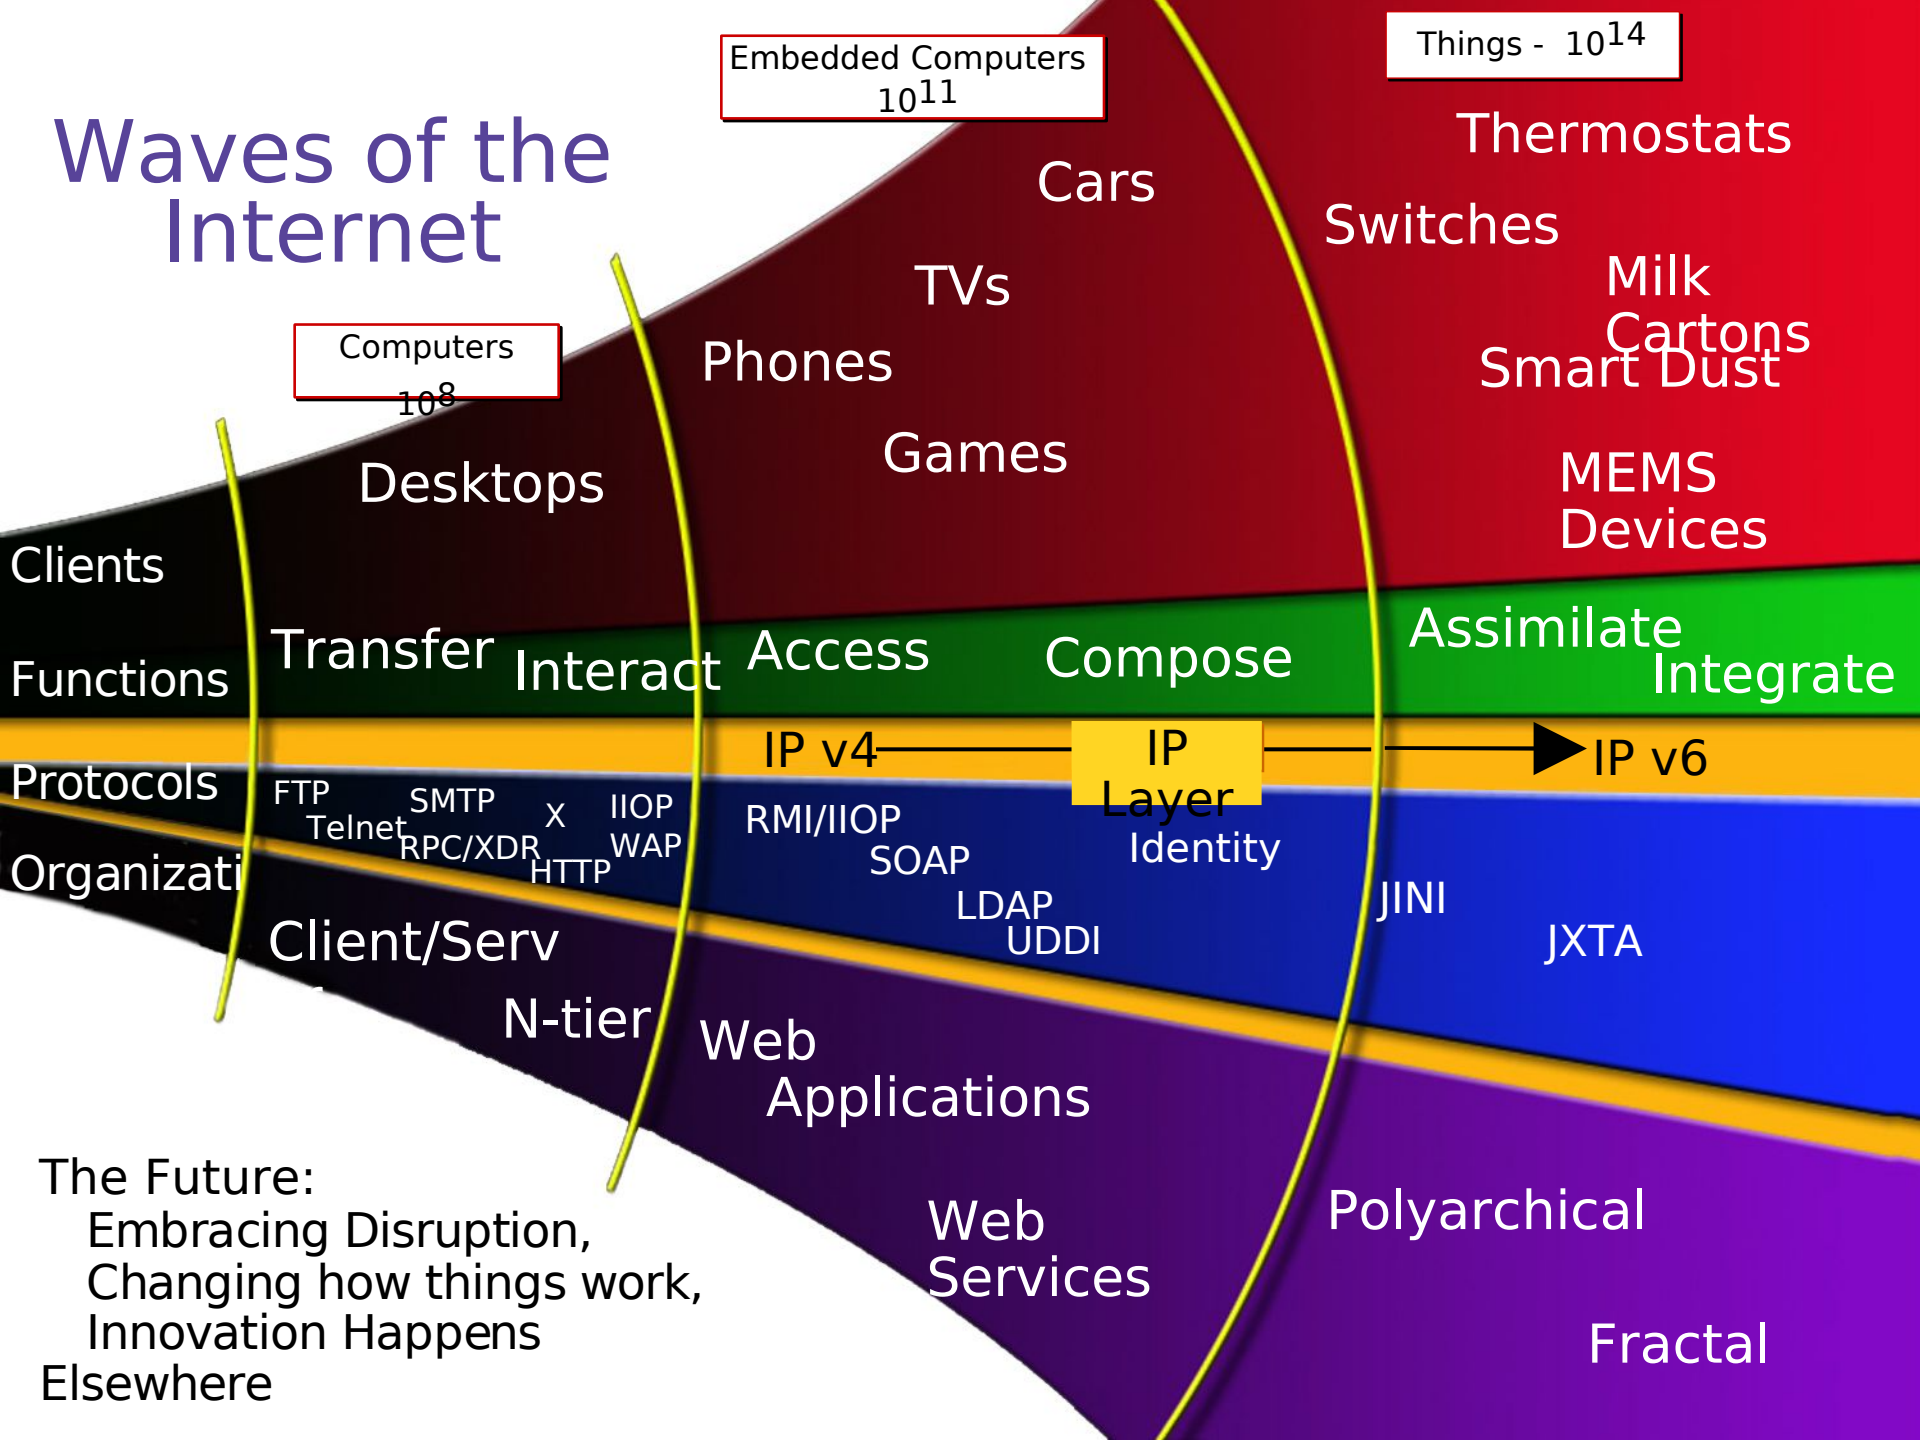 Waves of the
Internet
Computers
10⁸
Embedded Computers
10¹¹
Things - 10¹⁴
Clients
Desktops
Phones
TVs
Cars
Games
Thermostats
Switches
Milk
Cartons
Smart Dust
MEMS
Devices
Functions
Transfer
Interact
Access
Compose
Assimilate
Integrate
IP v4
IP
Layer
IP v6
Protocols
FTP
Telnet
SMTP
RPC/XDR
X
HTTP
IIOP
WAP
RMI/IIOP
SOAP
LDAP
UDDI
Identity
JINI
JXTA
Organizati
Client/Serv
N-tier
Web
Applications
Web
Services
Polyarchical
Fractal
The Future:
Embracing Disruption,
Changing how things work,
Innovation Happens
Elsewhere